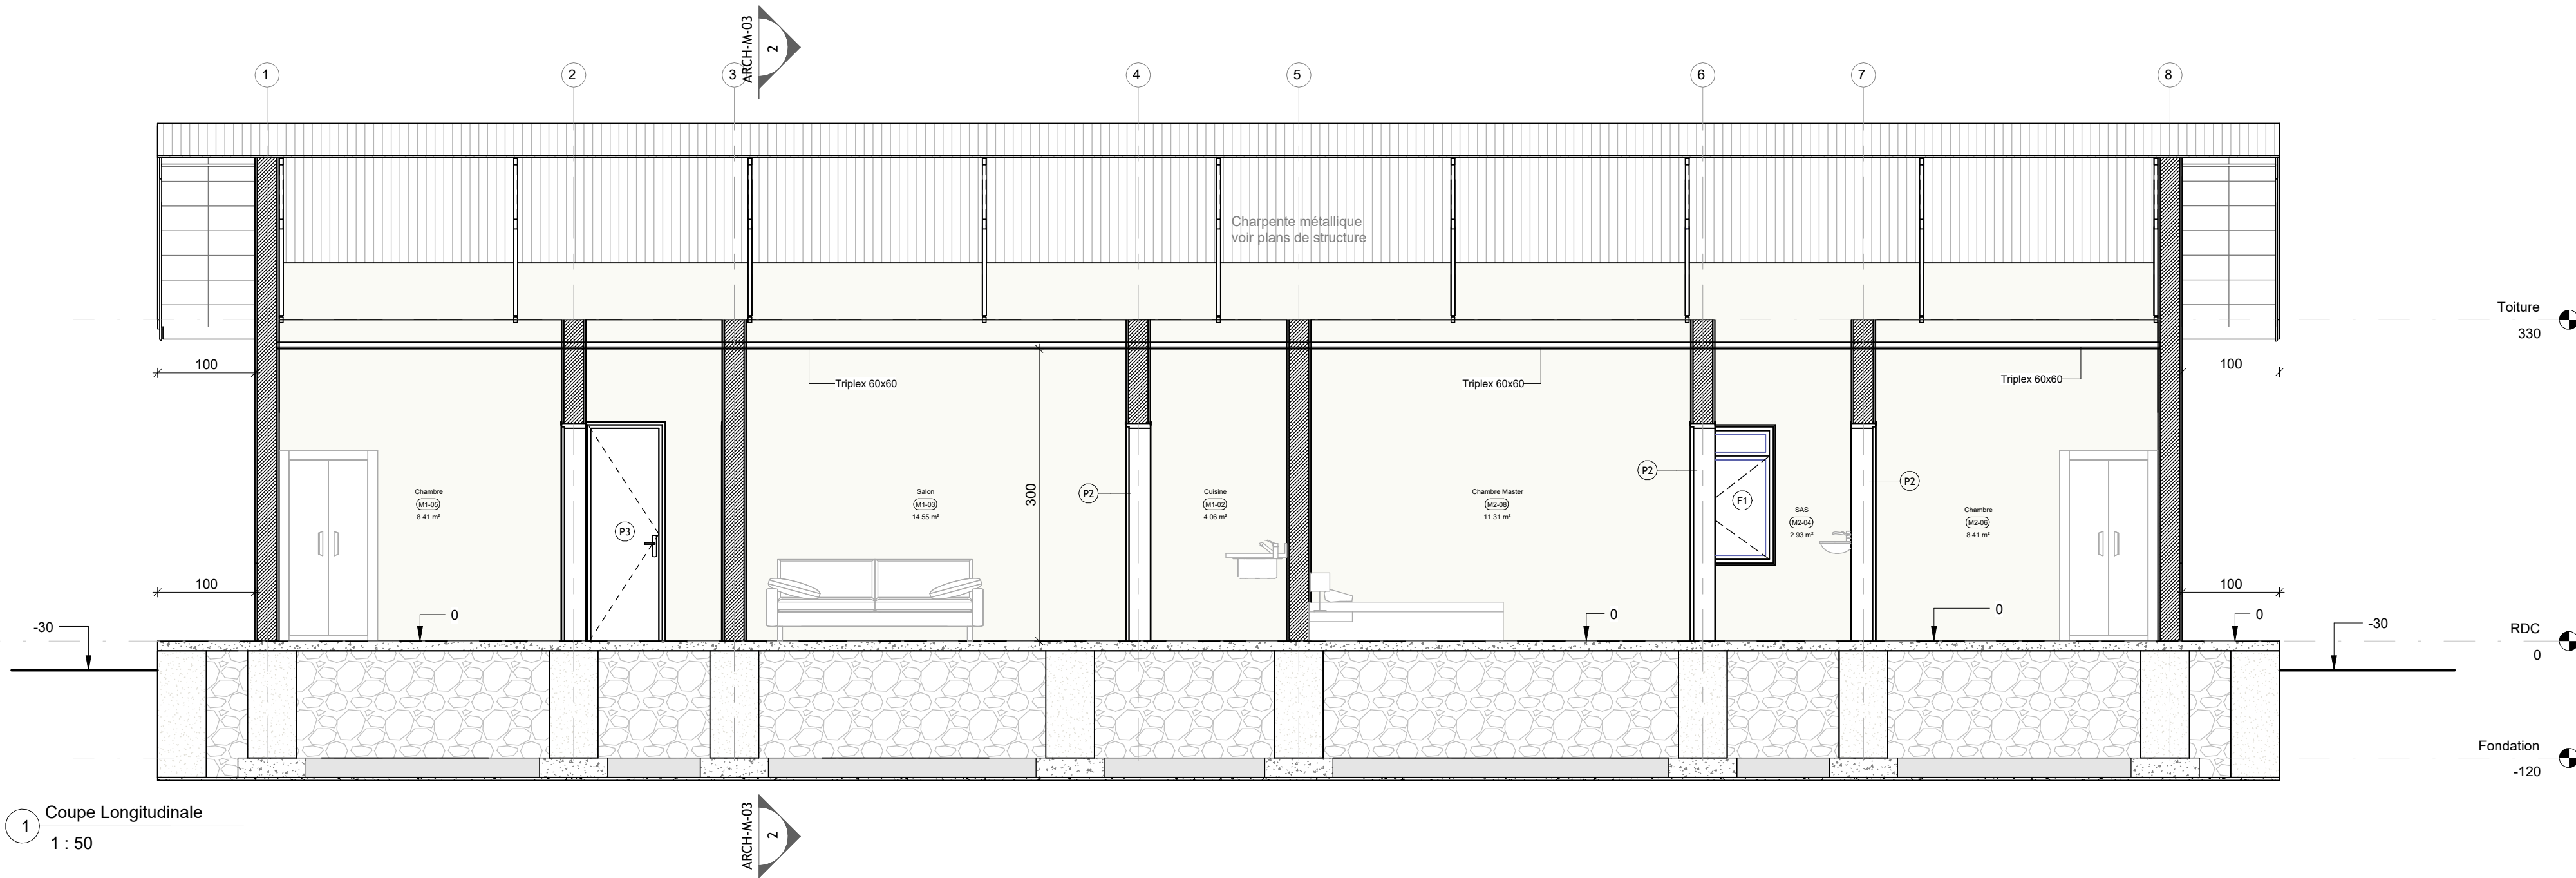 ARCH-M-03
2
1
2
3
4
5
6
7
8
Charpente métallique
voir plans de structure
Toiture
330
100
100
Triplex 60x60
Triplex 60x60
Triplex 60x60
300
Chambre
M1-05
8.41 m²
P3
Salon
M1-03
14.55 m²
P2
Cuisine
M1-02
4.06 m²
Chambre Master
M2-08
11.31 m²
P2
F1
SAS
M2-04
2.93 m²
P2
Chambre
M2-06
8.41 m²
100
100
-30
0
0
0
0
-30
RDC
0
Fondation
-120
1
Coupe Longitudinale
1 : 50
ARCH-M-03
2